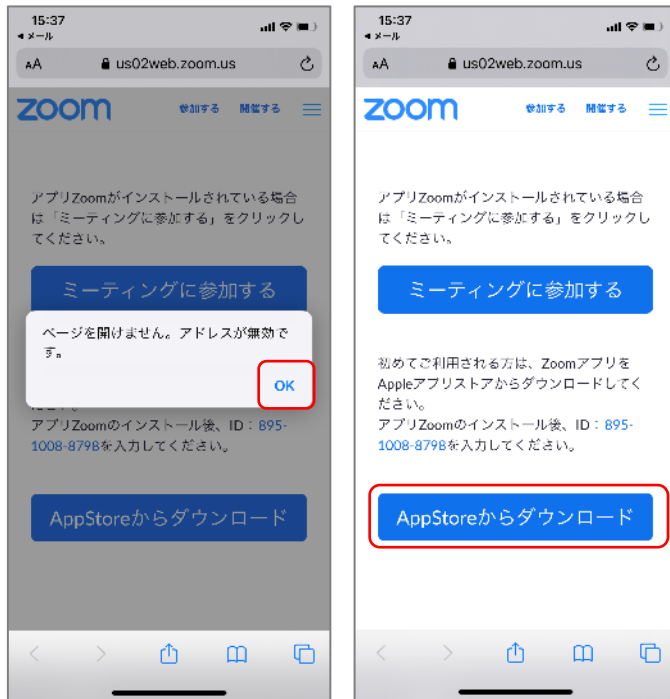 15:37
◀ メール
AA us02web.zoom.us
zoom 参加する 開催する
アプリZoomがインストールされている場合
は「ミーティングに参加する」をクリックし
てください。
ミーティングに参加する
ページを開けません。アドレスが無効で
す。
OK
ださい。
アプリZoomのインストール後、ID:895-
1008-8798を入力してください。
AppStoreからダウンロード
15:37
◀ メール
AA us02web.zoom.us
zoom 参加する 開催する
アプリZoomがインストールされている場合
は「ミーティングに参加する」をクリックし
てください。
ミーティングに参加する
初めてご利用される方は、Zoomアプリを
Appleアプリストアからダウンロードしてく
ださい。
アプリZoomのインストール後、ID:895-
1008-8798を入力してください。
AppStoreからダウンロード